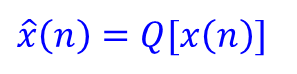 x̂(n) = Q[x(n)]